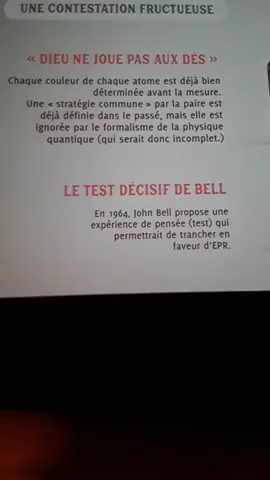 UNE CONTESTATION FRUCTUEUSE
« DIEU NE JOUE PAS AUX DÉS »
Chaque couleur de chaque atome est déjà bien
déterminée avant la mesure.
Une « stratégie commune » par la paire est
déjà définie dans le passé, mais elle est
ignorée par le formalisme de la physique
quantique (qui serait donc incomplet.)
LE TEST DÉCISIF DE BELL
En 1964, John Bell propose une
expérience de pensée (test) qui
permettrait de trancher en
faveur d'EPR.